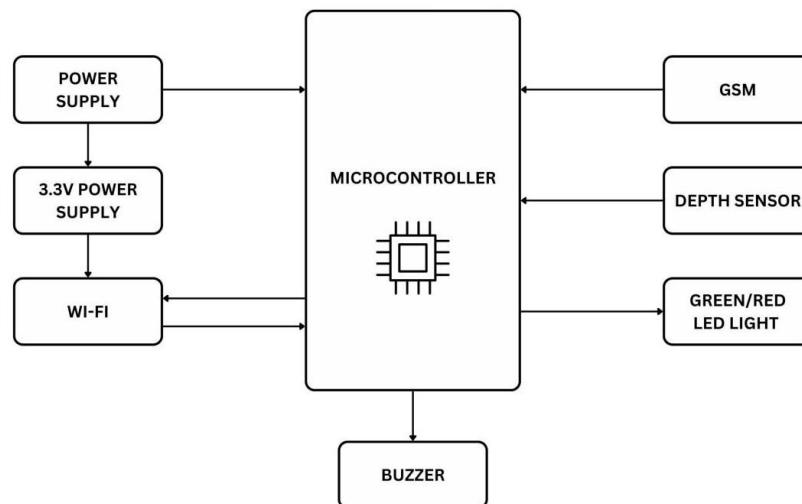 POWER
SUPPLY
GSM
3.3V POWER
SUPPLY
MICROCONTROLLER
DEPTH SENSOR
WI-FI
GREEN/RED
LED LIGHT
BUZZER